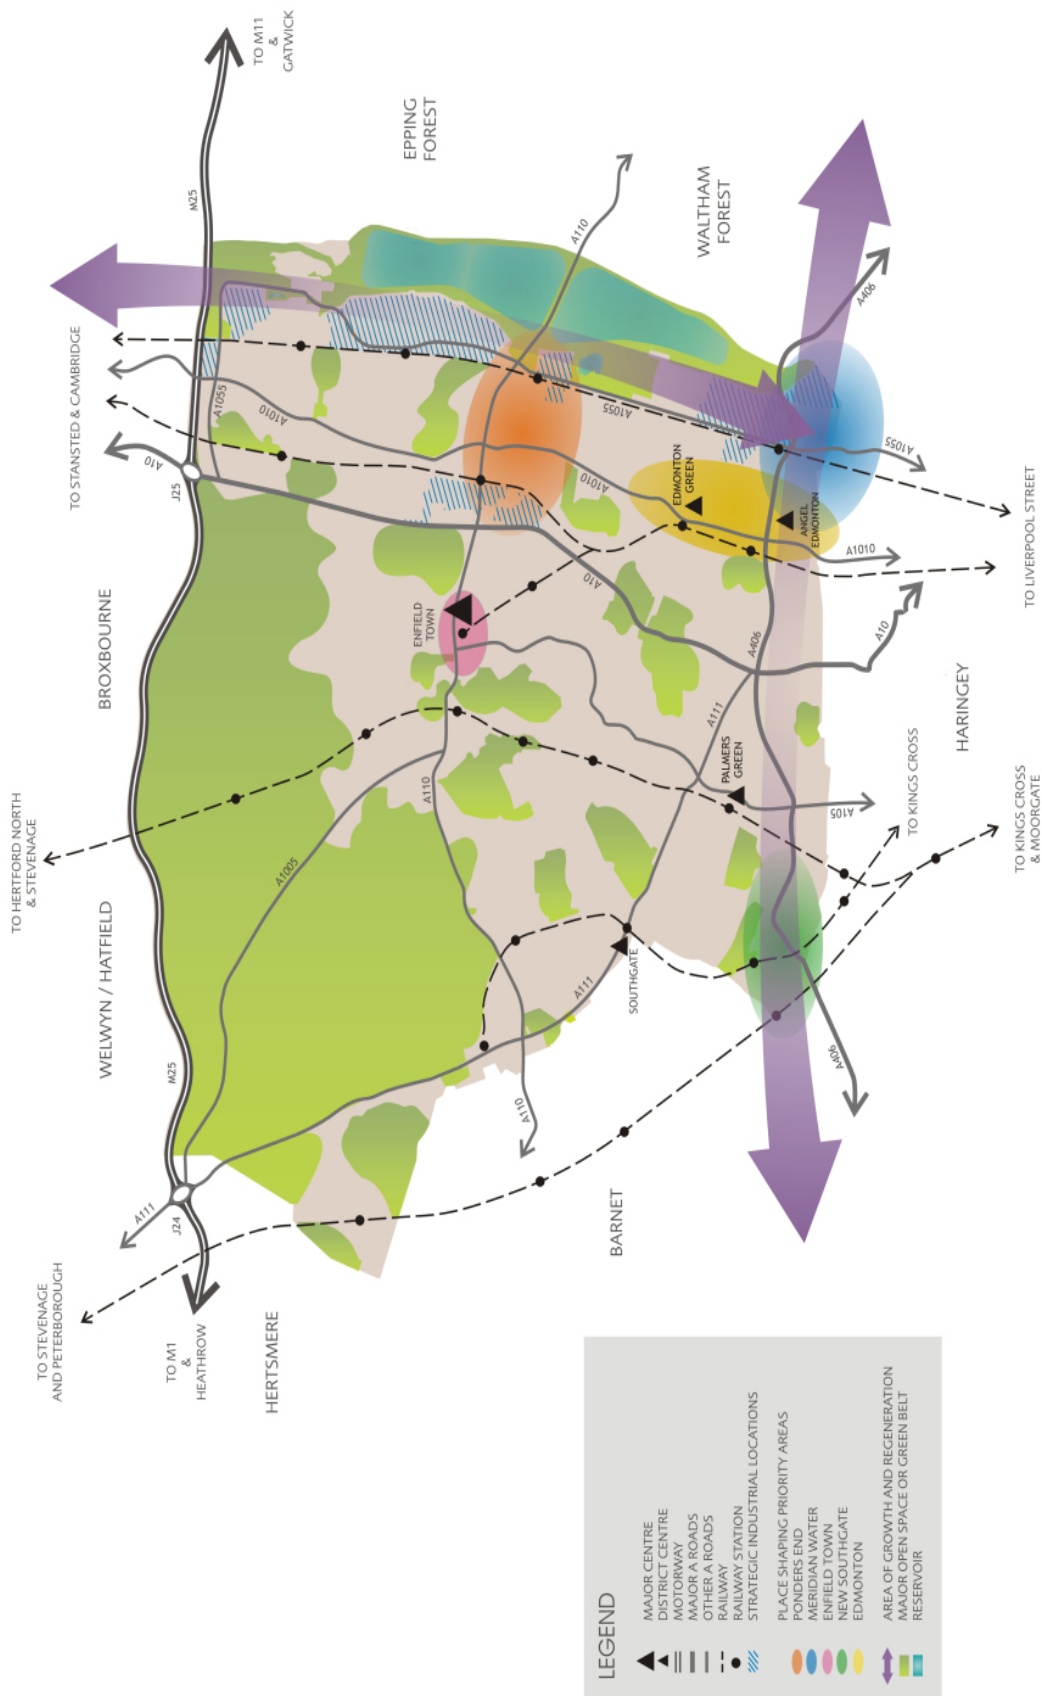 TO M11
&
GATWICK
M25
EPPING
FOREST
A110
WALTHAM
FOREST
A406
TO STANSTED & CAMBRIDGE
A10
J25
A1055
A1010
A1055
A1055
A1010
EDMONTON
GREEN
ANGEL
EDMONTON
A1010
TO LIVERPOOL STREET
BROXBOURNE
ENFIELD
TOWN
A10
A406
A10
HARINGEY
A111
PALMERS
GREEN
A105
TO KINGS CROSS
TO KINGS CROSS
& MOORGATE
TO HERTFORD NORTH
& STEVENAGE
WELWYN / HATFIELD
A1005
A110
M25
A111
SOUTHGATE
A406
A110
BARNET
A111
J24
TO STEVENAGE
AND PETERBOROUGH
TO M1
&
HEATHROW
HERTSMERE
LEGEND
MAJOR CENTRE
DISTRICT CENTRE
MOTORWAY
MAJOR A ROADS
OTHER A ROADS
RAILWAY
RAILWAY STATION
STRATEGIC INDUSTRIAL LOCATIONS
PLACE SHAPING PRIORITY AREAS
PONDERS END
MERIDIAN WATER
ENFIELD TOWN
NEW SOUTHGATE
EDMONTON
AREA OF GROWTH AND REGENERATION
MAJOR OPEN SPACE OR GREEN BELT
RESERVOIR